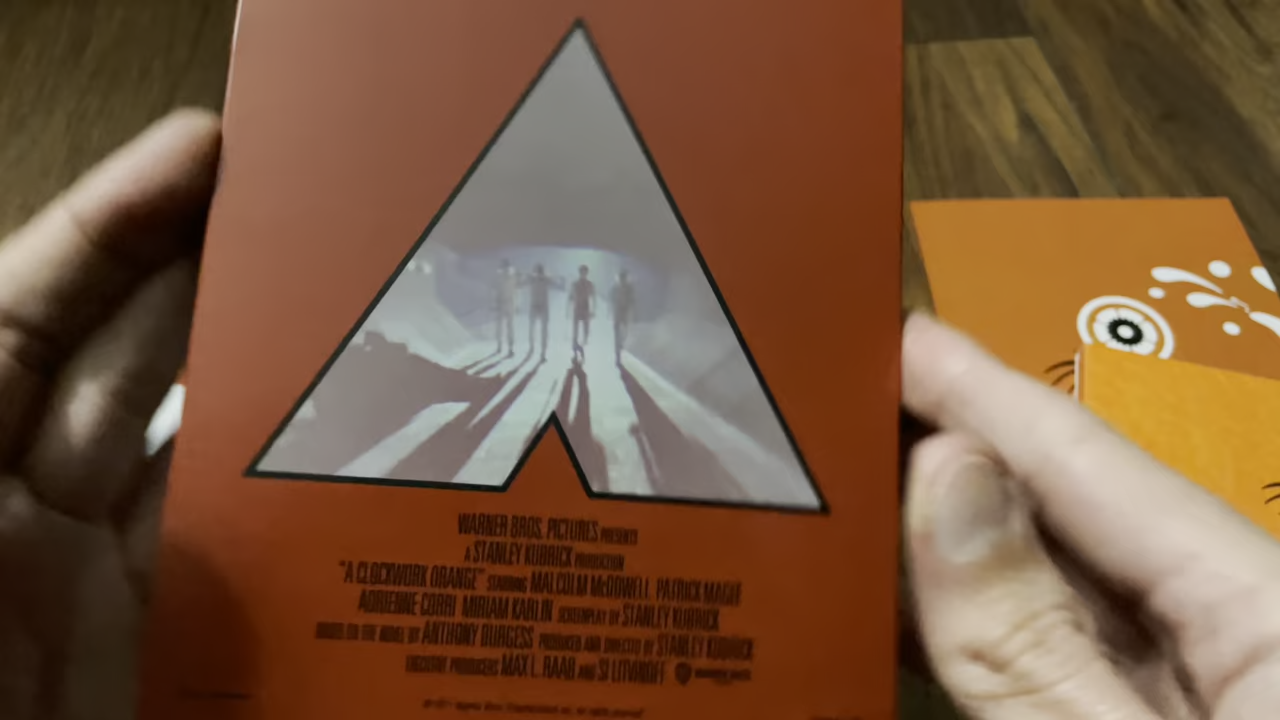 WARNER BROS. PICTURES PRESENTS
A STANLEY KUBRICK PRODUCTION
"A CLOCKWORK ORANGE" STARRING MALCOLM McDOWELL PATRICK MAGEE
ADRIENNE CORRI MIRIAM KARLIN SCREENPLAY BY STANLEY KUBRICK
BASED ON THE NOVEL BY ANTHONY BURGESS PRODUCED AND DIRECTED BY STANLEY KUBRICK
EXECUTIVE PRODUCERS MAX L. RAAB AND SI LITVINOFF